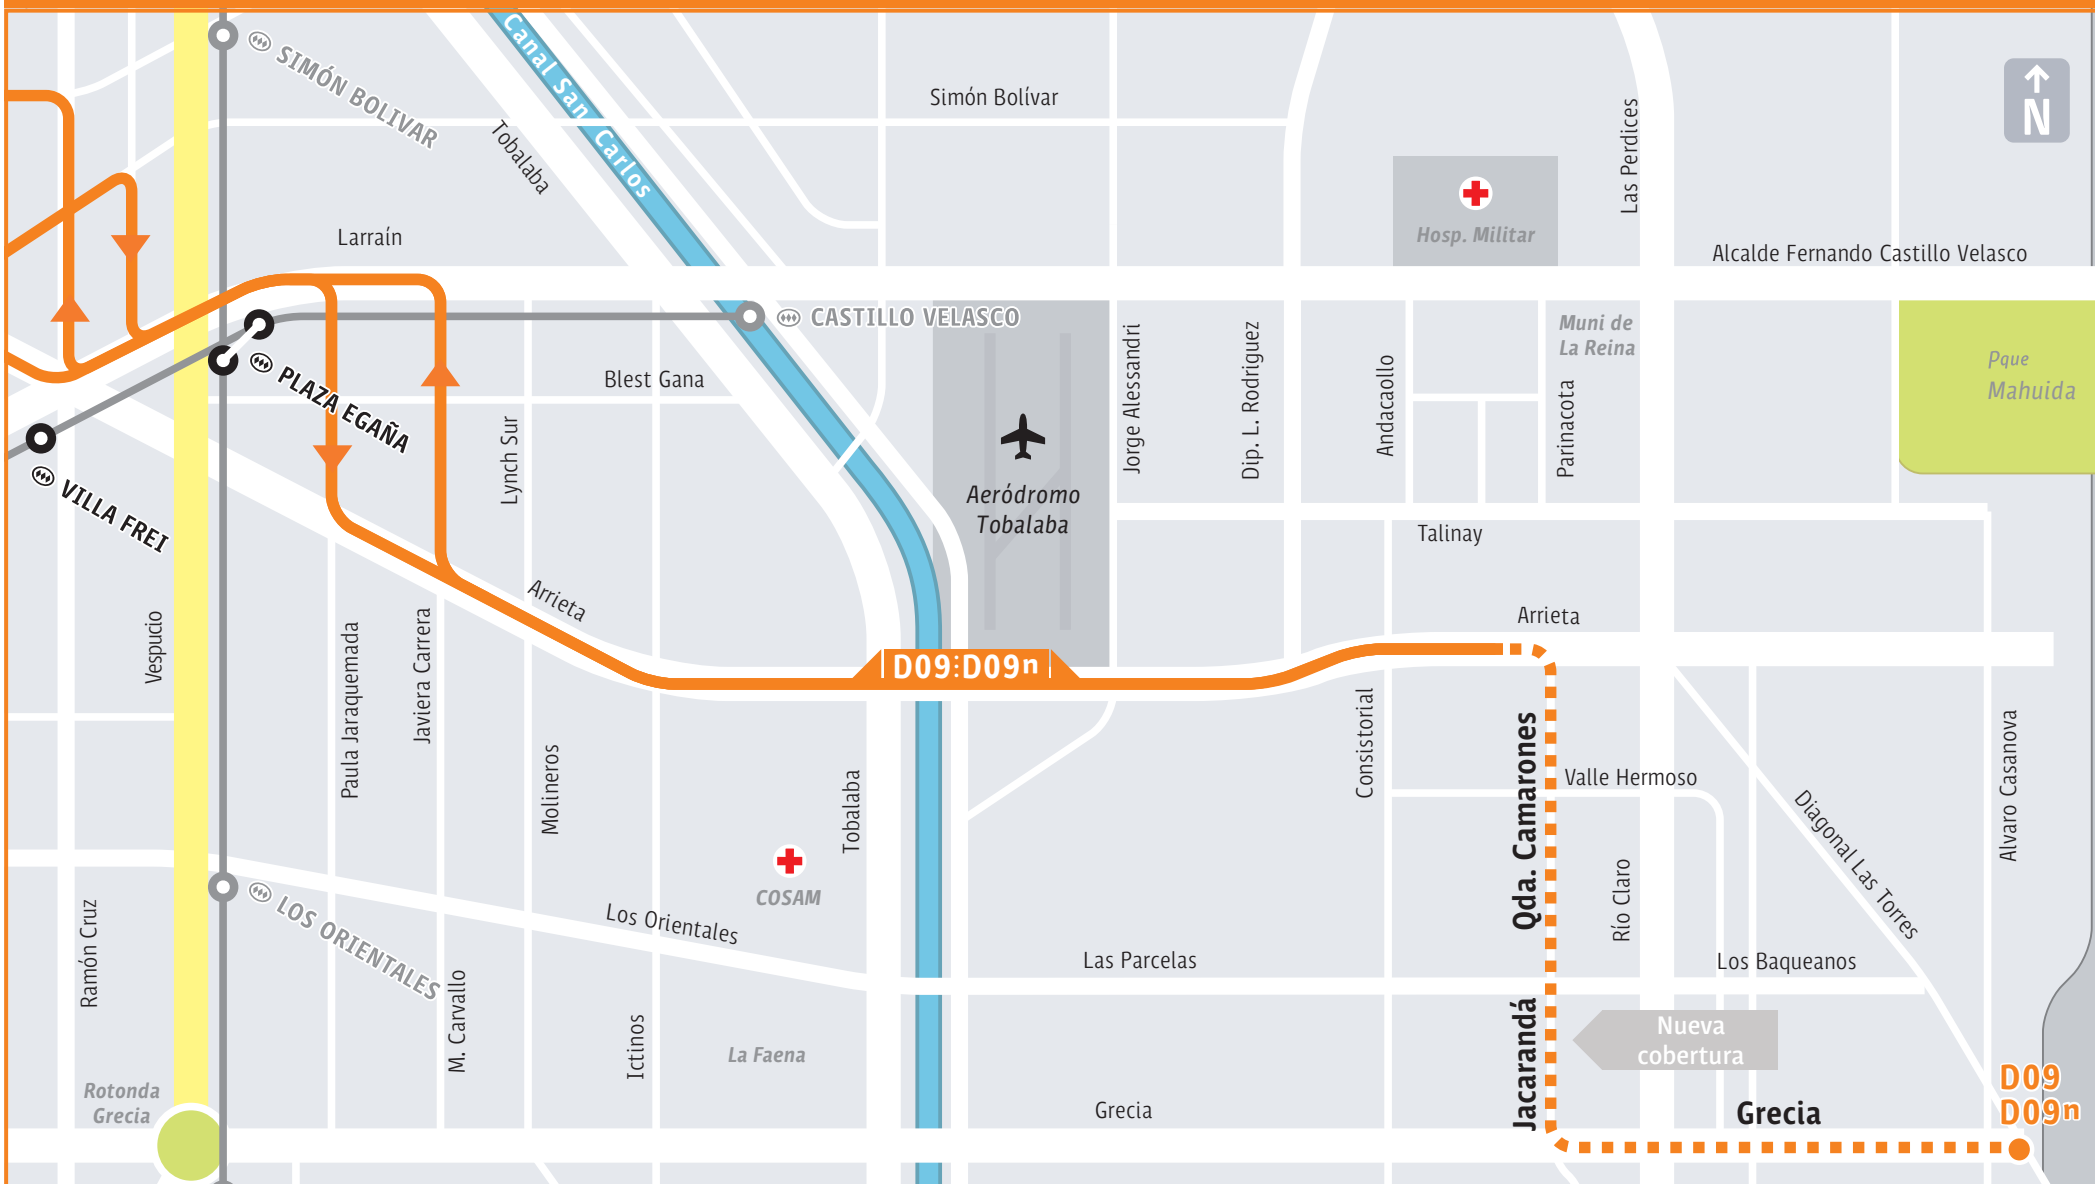 Canal San Carlos
SIMÓN BOLIVAR
Tobalaba
Simón Bolívar
Las Perdices
N
Hosp. Militar
Larraín
Alcalde Fernando Castillo Velasco
CASTILLO VELASCO
Muni de
La Reina
Pque
Mahuida
PLAZA EGAÑA
Blest Gana
Lynch Sur
Jorge Alessandri
Dip. L. Rodriguez
Andacaollo
Parinacota
VILLA FREI
Aeródromo
Tobalaba
Talinay
Arrieta
Arrieta
Vespucio
Paula Jaraquemada
Javiera Carrera
D09:D09n
Molineros
Tobalaba
Consistorial
Qda. Camarones
Valle Hermoso
Diagonal Las Torres
Alvaro Casanova
COSAM
Río Claro
Ramón Cruz
LOS ORIENTALES
Los Orientales
Las Parcelas
Los Baqueanos
M. Carvallo
Ictinos
La Faena
Jacarandá
Nueva
cobertura
Rotonda
Grecia
Grecia
Grecia
D09
D09n